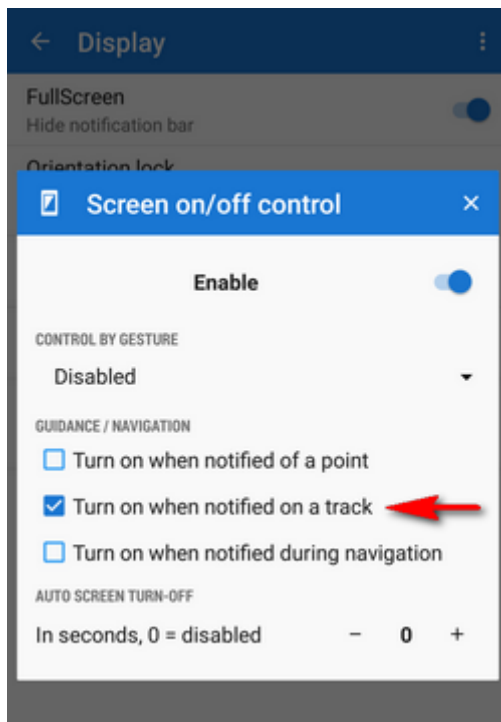 Display
FullScreen
Hide notification bar
Orientation lock
Screen on/off control
Enable
CONTROL BY GESTURE
Disabled
GUIDANCE / NAVIGATION
Turn on when notified of a point
Turn on when notified on a track
Turn on when notified during navigation
AUTO SCREEN TURN-OFF
In seconds, 0 = disabled - 0 +